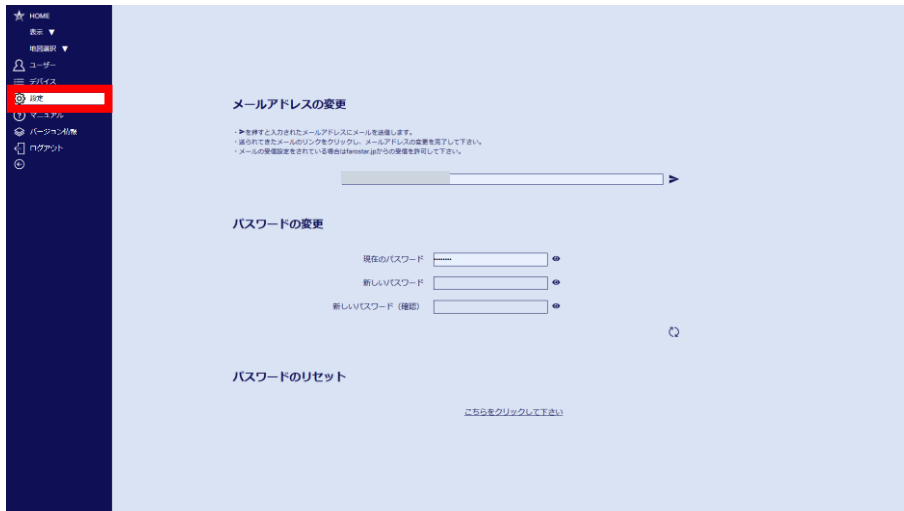 HOME
表示 ▼
地図選択 ▼
ユーザー
デバイス
設定
マニュアル
バージョン情報
ログアウト
メールアドレスの変更
・➤を押すと入力されたメールアドレスにメールを送信します。
・送られてきたメールのリンクをクリックし、メールアドレスの変更を完了して下さい。
・メールの受信設定をされている場合はfarostar.jpからの受信を許可して下さい。
パスワードの変更
現在のパスワード
新しいパスワード
新しいパスワード（確認）
パスワードのリセット
こちらをクリックして下さい